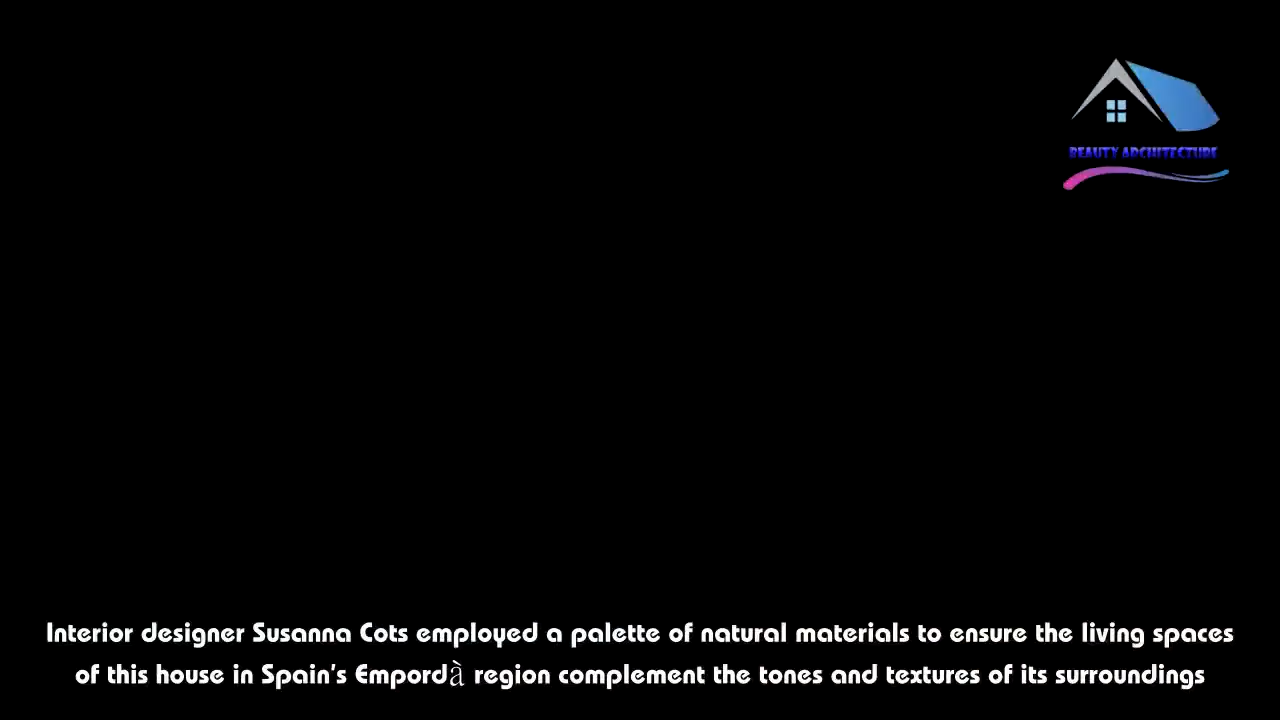 BEAUTY ARCHITECTURE
Interior designer Susanna Cots employed a palette of natural materials to ensure the living spaces
of this house in Spain's Empordà region complement the tones and textures of its surroundings